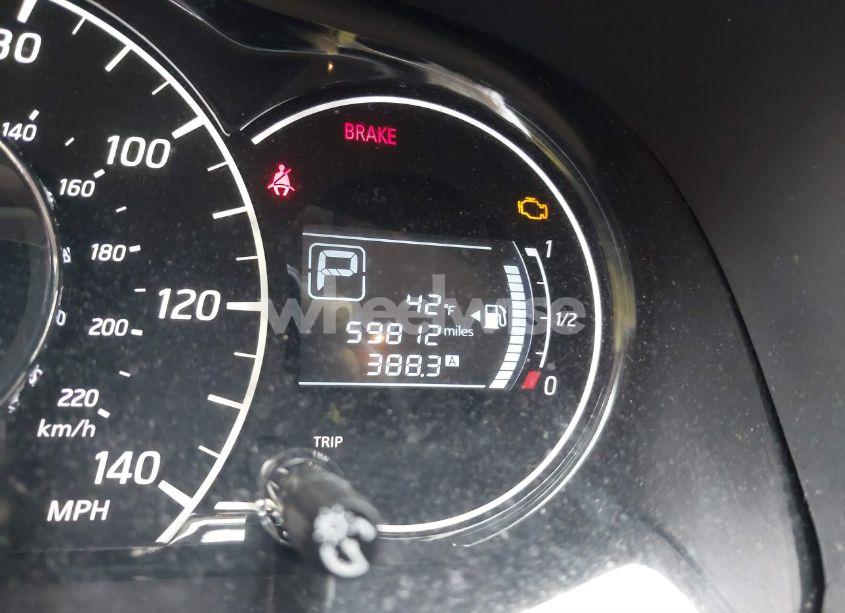 80
BRAKE
140
100
160
180
1
P
42°F
120
59812 miles
1/2
200
388.3 A
0
220
km/h
140
TRIP
MPH
wheelwise